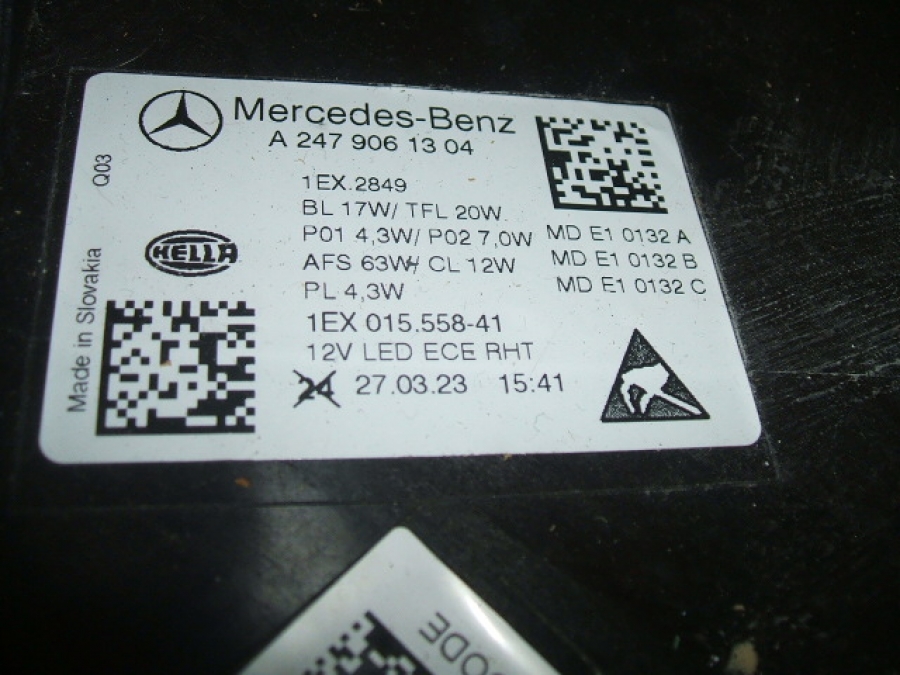 Mercedes-Benz
A 247 906 13 04
Q03
1EX.2849
BL 17W/ TFL 20W
P01 4,3W/ P02 7,0W
MD E1 0132 A
AFS 63W/ CL 12W
MD E1 0132 B
PL 4,3W
MD E1 0132 C
HELLA
Made in Slovakia
1EX 015.558-41
12V LED ECE RHT
24 27.03.23 15:41